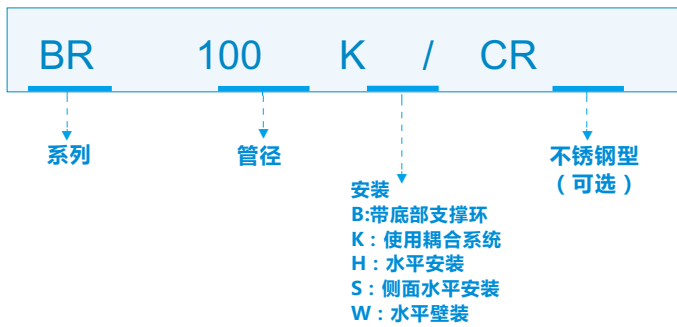 BR 100 K / CR
系列 管径 不锈钢型
（可选）
安装
B:带底部支撑环
K：使用耦合系统
H：水平安装
S：侧面水平安装
W：水平壁装